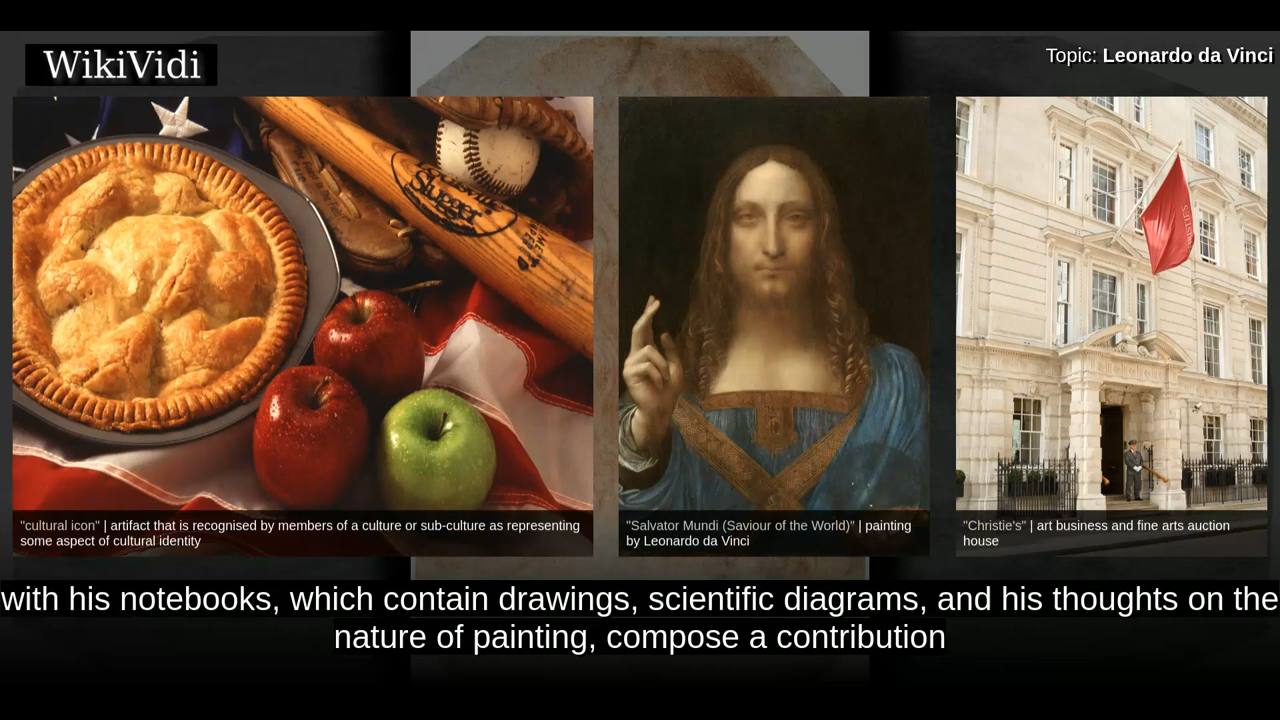 WikiVidi
Topic: Leonardo da Vinci
"cultural icon" | artifact that is recognised by members of a culture or sub-culture as representing
some aspect of cultural identity
"Salvator Mundi (Saviour of the World)" | painting
by Leonardo da Vinci
"Christie's" | art business and fine arts auction
house
with his notebooks, which contain drawings, scientific diagrams, and his thoughts on the
nature of painting, compose a contribution